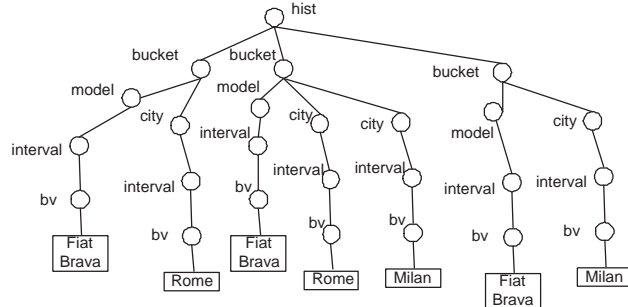 hist
bucket
bucket
bucket
model
model
model
city
city
city
city
interval
interval
interval
interval
interval
interval
interval
bv
bv
bv
bv
bv
bv
bv
Fiat
Brava
Rome
Fiat
Brava
Rome
Milan
Fiat
Brava
Milan